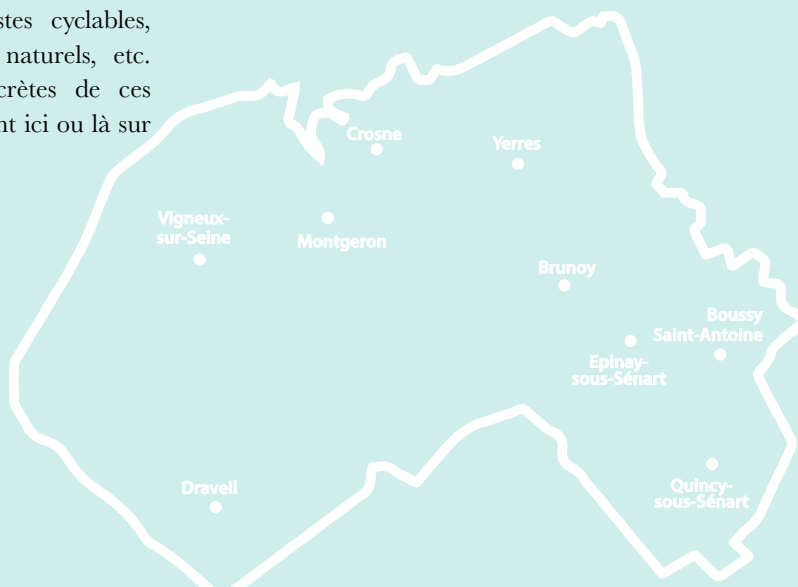 stes cyclables,
naturels, etc.
crètes de ces
nt ici ou là sur
Crosne
Yerres
Vigneux-
sur-Seine
Montgeron
Brunoy
Boussy
Saint-Antoine
Epinay-
sous-Sénart
Draveil
Quincy-
sous-Sénart